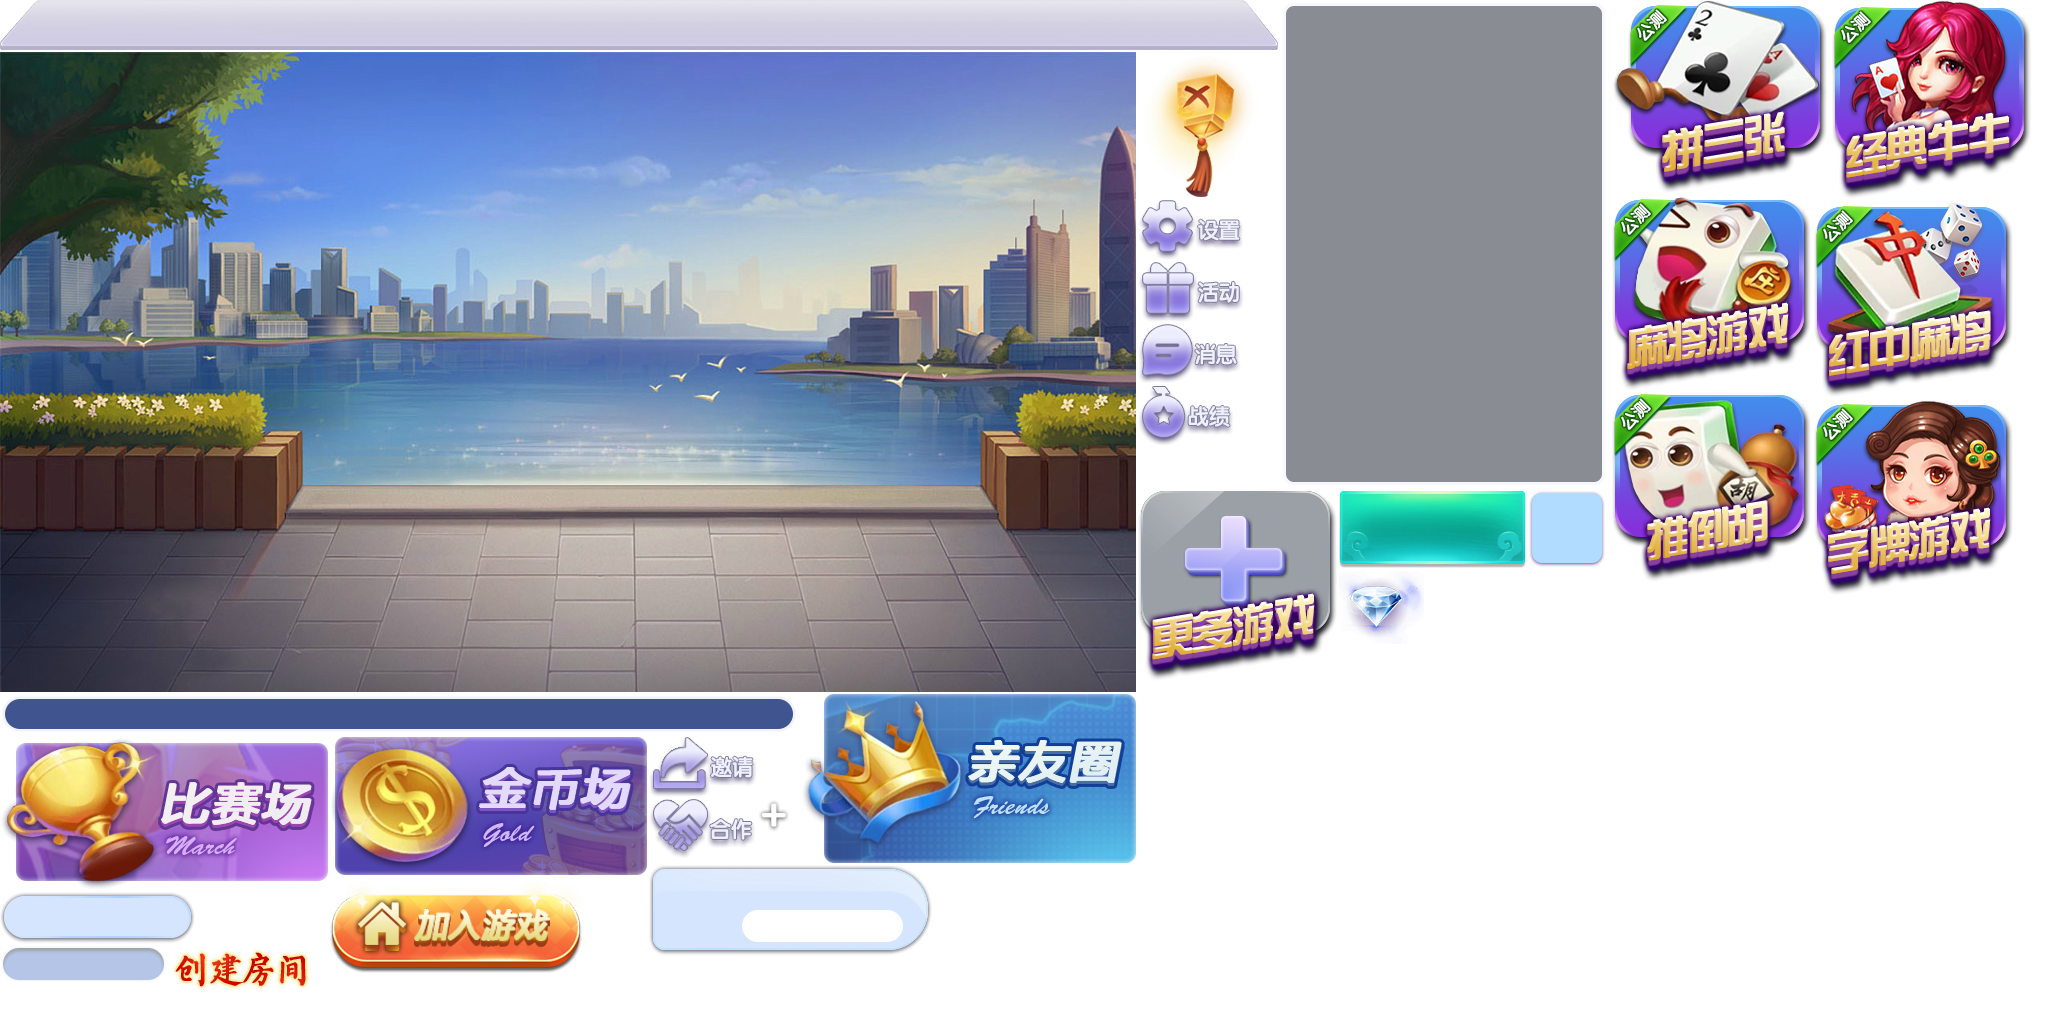 公测
2
A
拼三张
公测
A
经典牛牛
设置
活动
消息
战绩
公测
麻将游戏
公测
中
红中麻将
公测
胡
推倒胡
公测
字牌游戏
更多游戏
比赛场
March
金币场
Gold
邀请
合作
亲友圈
Friends
加入游戏
创建房间